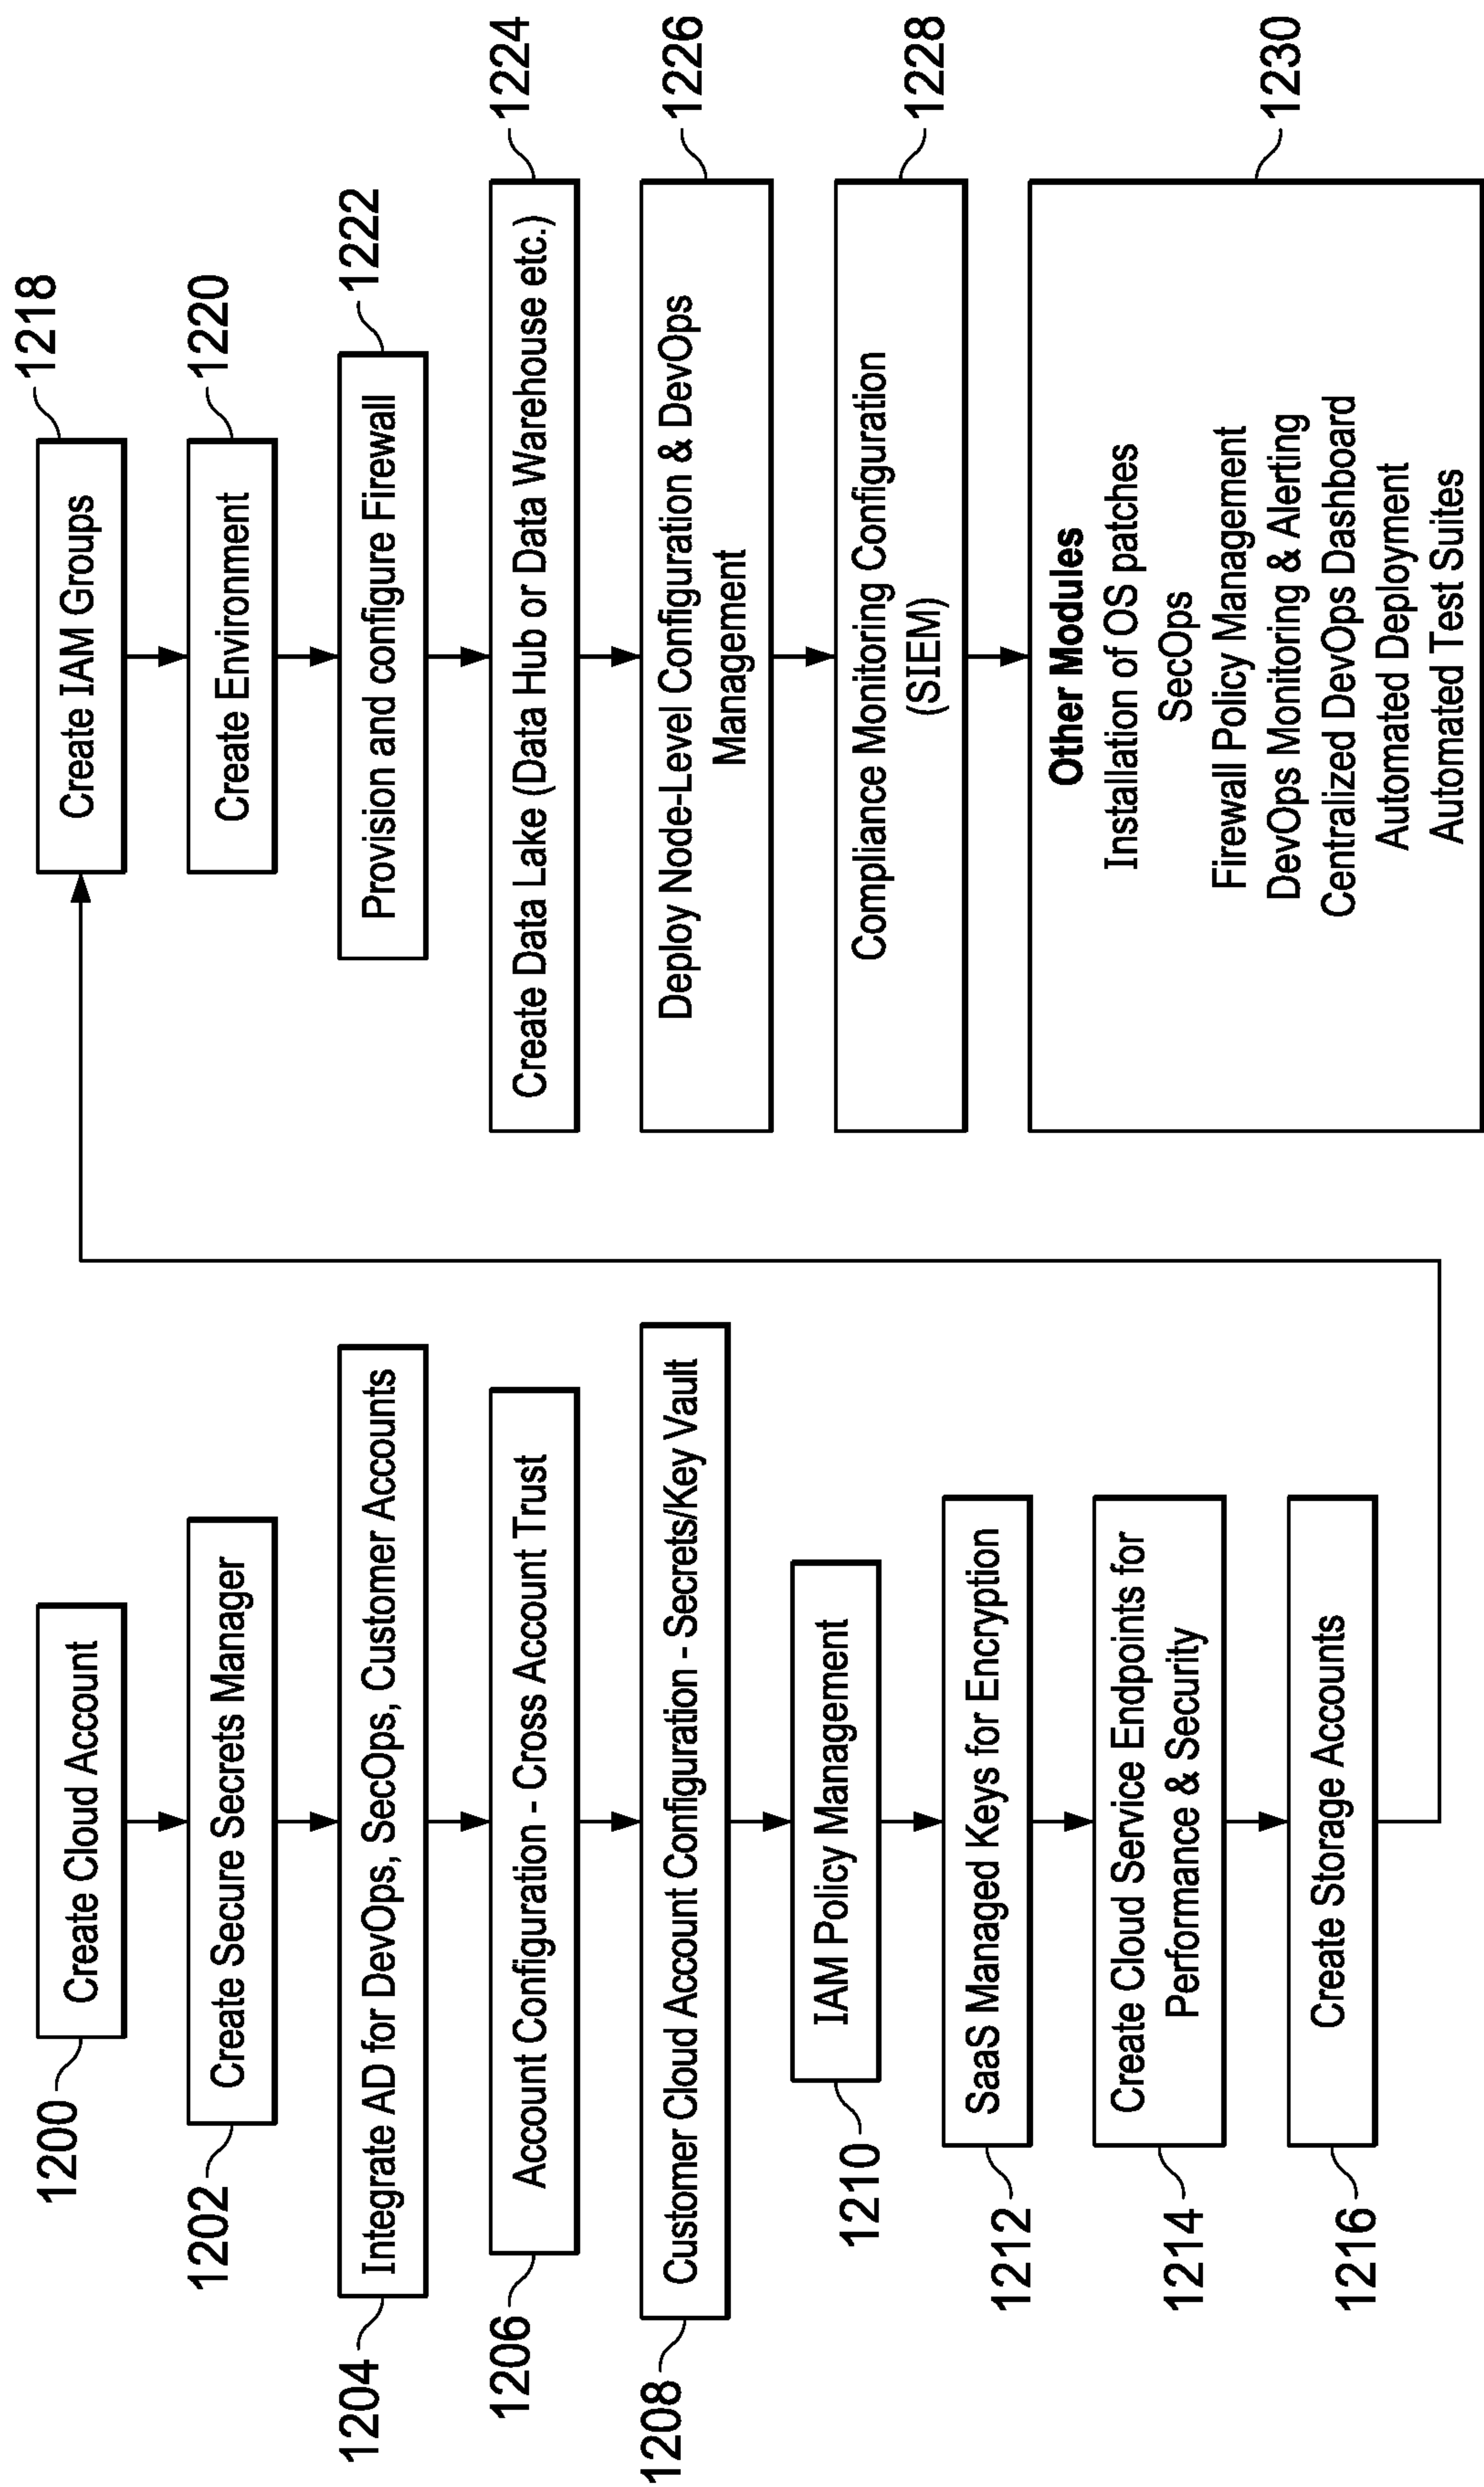 1200
Create Cloud Account
1202
Create Secure Secrets Manager
1204
Integrate AD for DevOps, SecOps, Customer Accounts
1206
Account Configuration - Cross Account Trust
1208
Customer Cloud Account Configuration - Secrets/Key Vault
1210
IAM Policy Management
1212
SaaS Managed Keys for Encryption
1214
Create Cloud Service Endpoints for
Performance & Security
1216
Create Storage Accounts
1218
Create IAM Groups
1220
Create Environment
1222
Provision and configure Firewall
1224
Create Data Lake (Data Hub or Data Warehouse etc.)
1226
Deploy Node-Level Configuration & DevOps
Management
1228
Compliance Monitoring Configuration
(SIEM)
1230
Other Modules
Installation of OS patches
SecOps
Firewall Policy Management
DevOps Monitoring & Alerting
Centralized DevOps Dashboard
Automated Deployment
Automated Test Suites